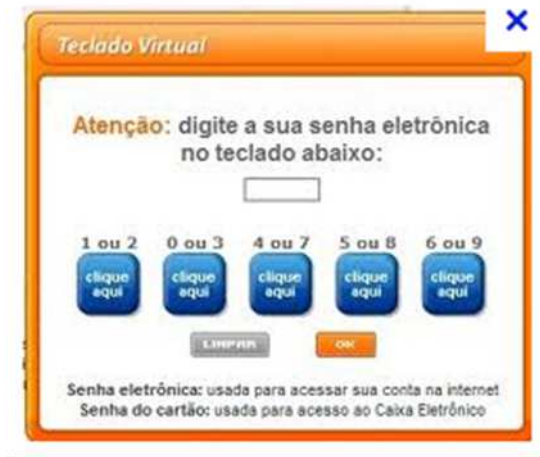 Teclado Virtual
Atenção: digite a sua senha eletrônica
no teclado abaixo:
1 ou 2 0 ou 3 4 ou 7 5 ou 8 6 ou 9
clique aqui clique aqui clique aqui clique aqui clique aqui
LIMPAR OK
Senha eletrônica: usada para acessar sua conta na internet
Senha do cartão: usada para acesso ao Caixa Eletrônico